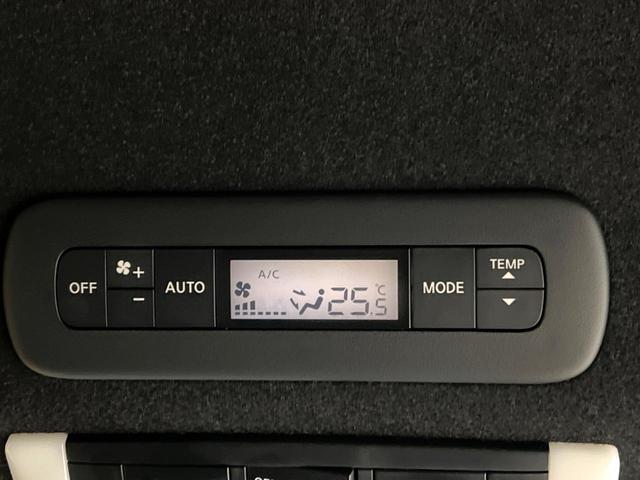 OFF
+
−
AUTO
A/C
25.5°C
MODE
TEMP